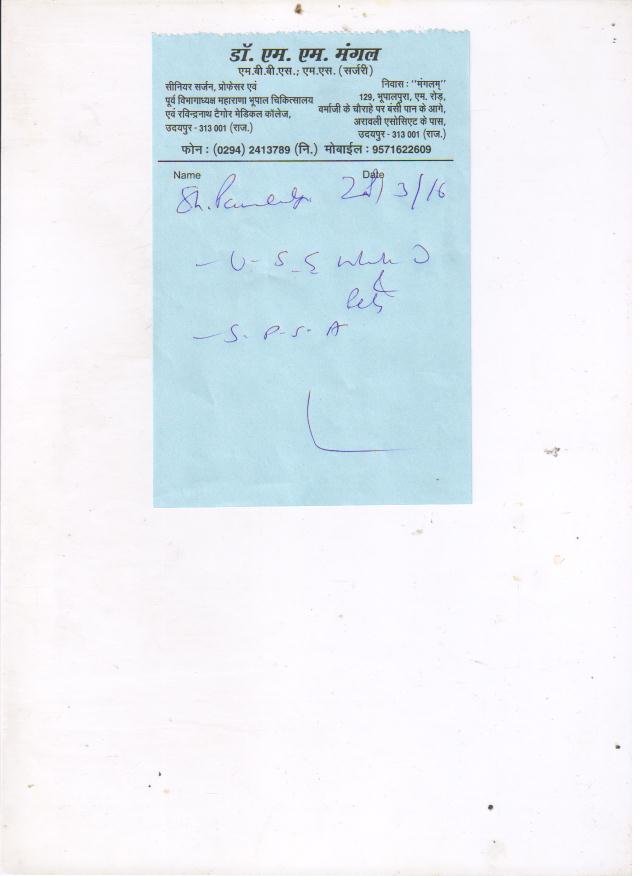 डॉ. एम. एम. मंगल
एम.बी.बी.एस.; एम.एस. (सर्जरी)
सीनियर सर्जन, प्रोफेसर एवं
पूर्व विभागाध्यक्ष महाराणा भूपाल चिकित्सालय
एवं रविन्द्रनाथ टैगोर मेडिकल कॉलेज,
उदयपुर - 313 001 (राज.)
निवास : "मंगलम्"
129, भूपालपुरा, एम. रोड़,
वर्माजी के चौराहे पर बंसी पान के आगे,
अरावली एसोसिएट के पास,
उदयपुर - 313 001 (राज.)
फोन : (0294) 2413789 (नि.) मोबाईल : 9571622609
Name Date
Sh. 28/3/16
- U-S-
- S. P-S. A